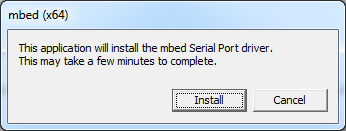 mbed (x64)
This application will install the mbed Serial Port driver.
This may take a few minutes to complete.
Install Cancel